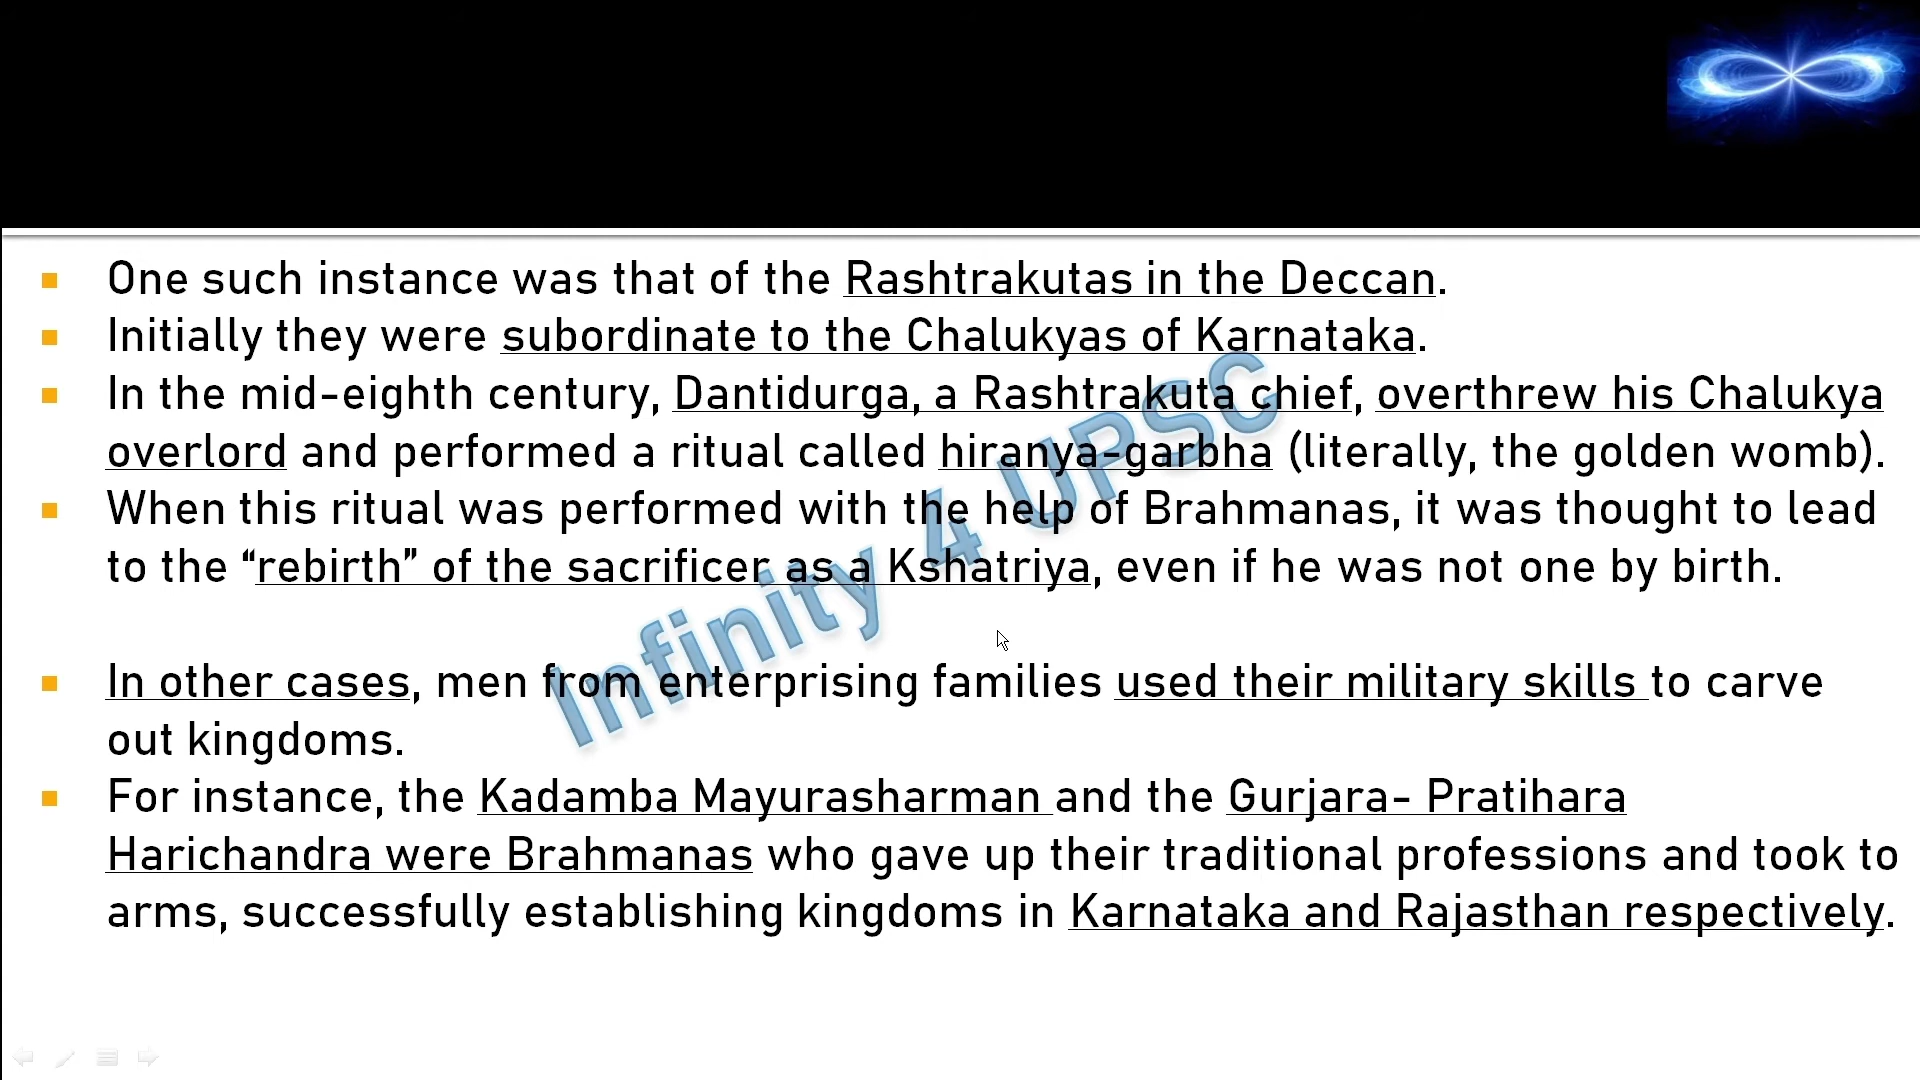 One such instance was that of the Rashtrakutas in the Deccan.
Initially they were subordinate to the Chalukyas of Karnataka.
In the mid-eighth century, Dantidurga, a Rashtrakuta chief, overthrew his Chalukya
overlord and performed a ritual called hiranya-garbha (literally, the golden womb).
When this ritual was performed with the help of Brahmanas, it was thought to lead
to the “rebirth” of the sacrificer as a Kshatriya, even if he was not one by birth.
In other cases, men from enterprising families used their military skills to carve
out kingdoms.
For instance, the Kadamba Mayurasharman and the Gurjara- Pratihara
Harichandra were Brahmanas who gave up their traditional professions and took to
arms, successfully establishing kingdoms in Karnataka and Rajasthan respectively.
Infinity 4 UPSC